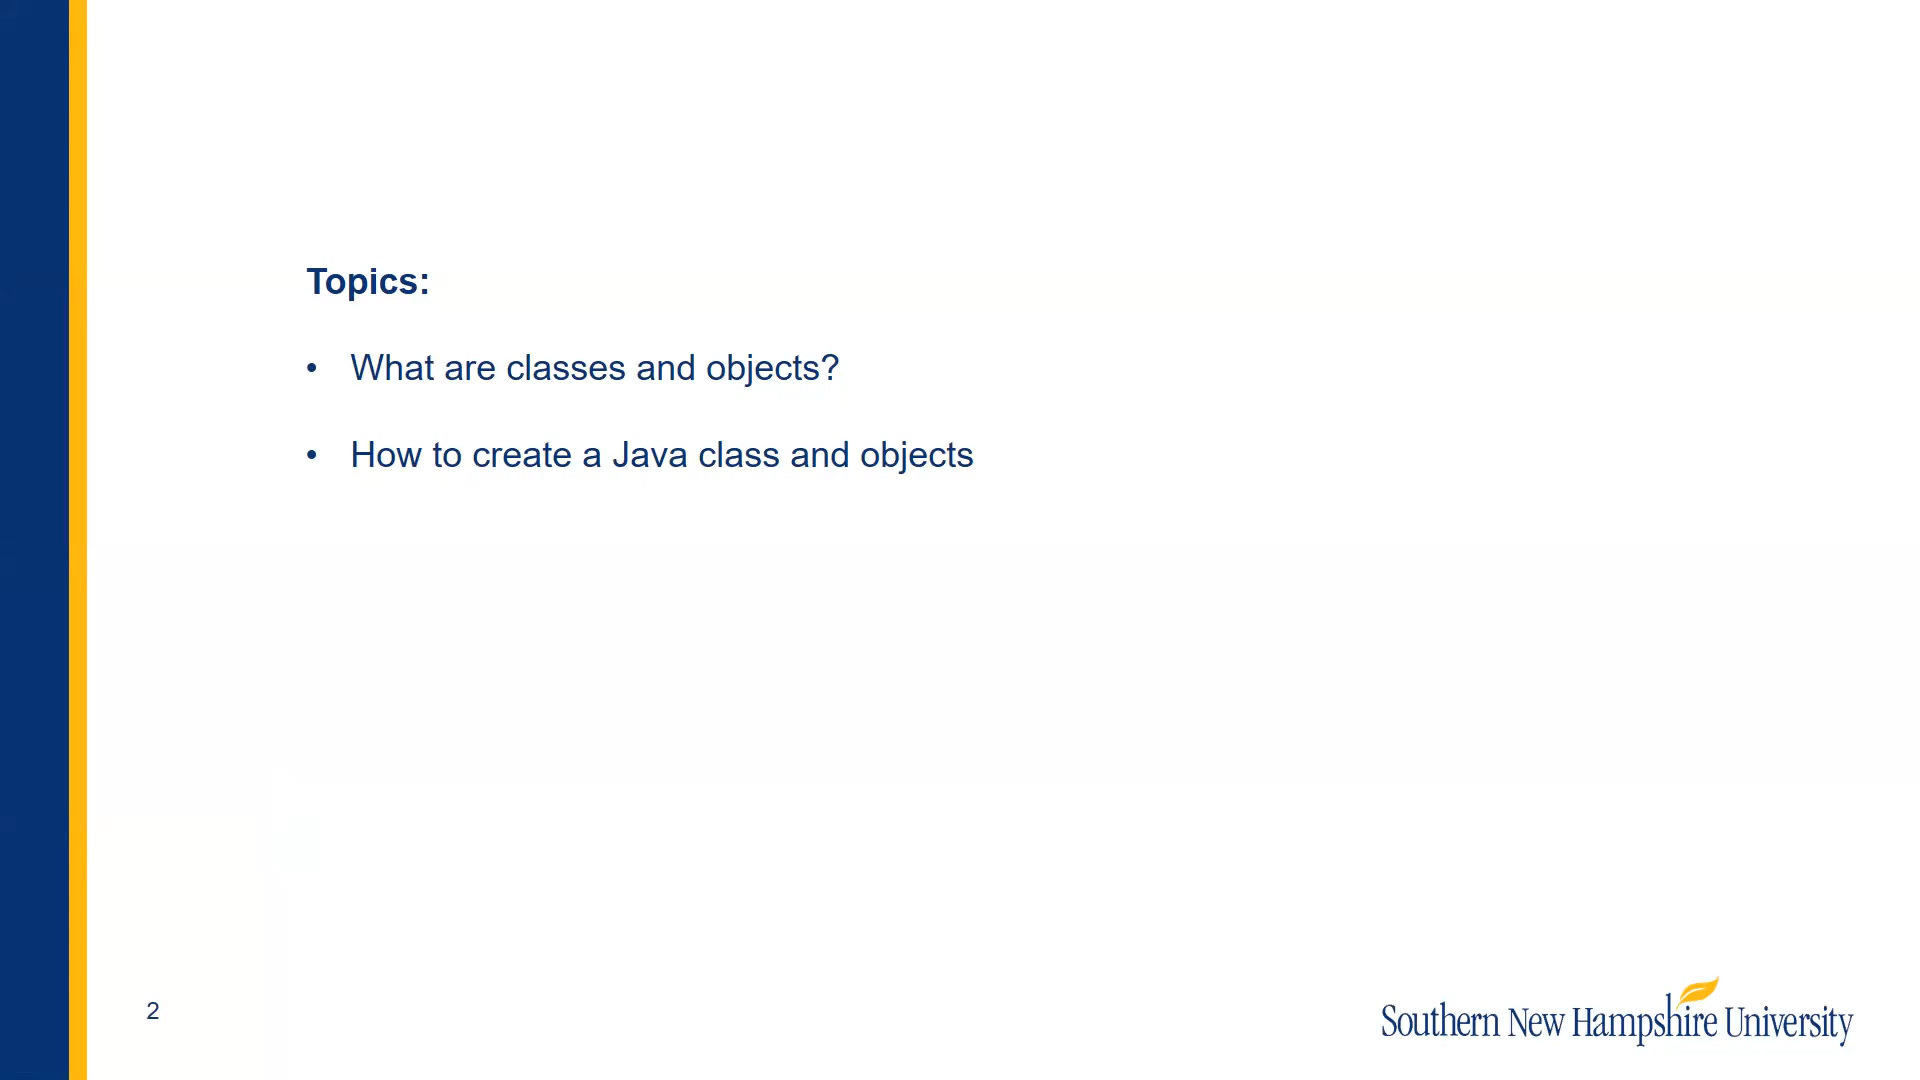 Topics:
• What are classes and objects?
• How to create a Java class and objects
2
Southern New Hampshire University